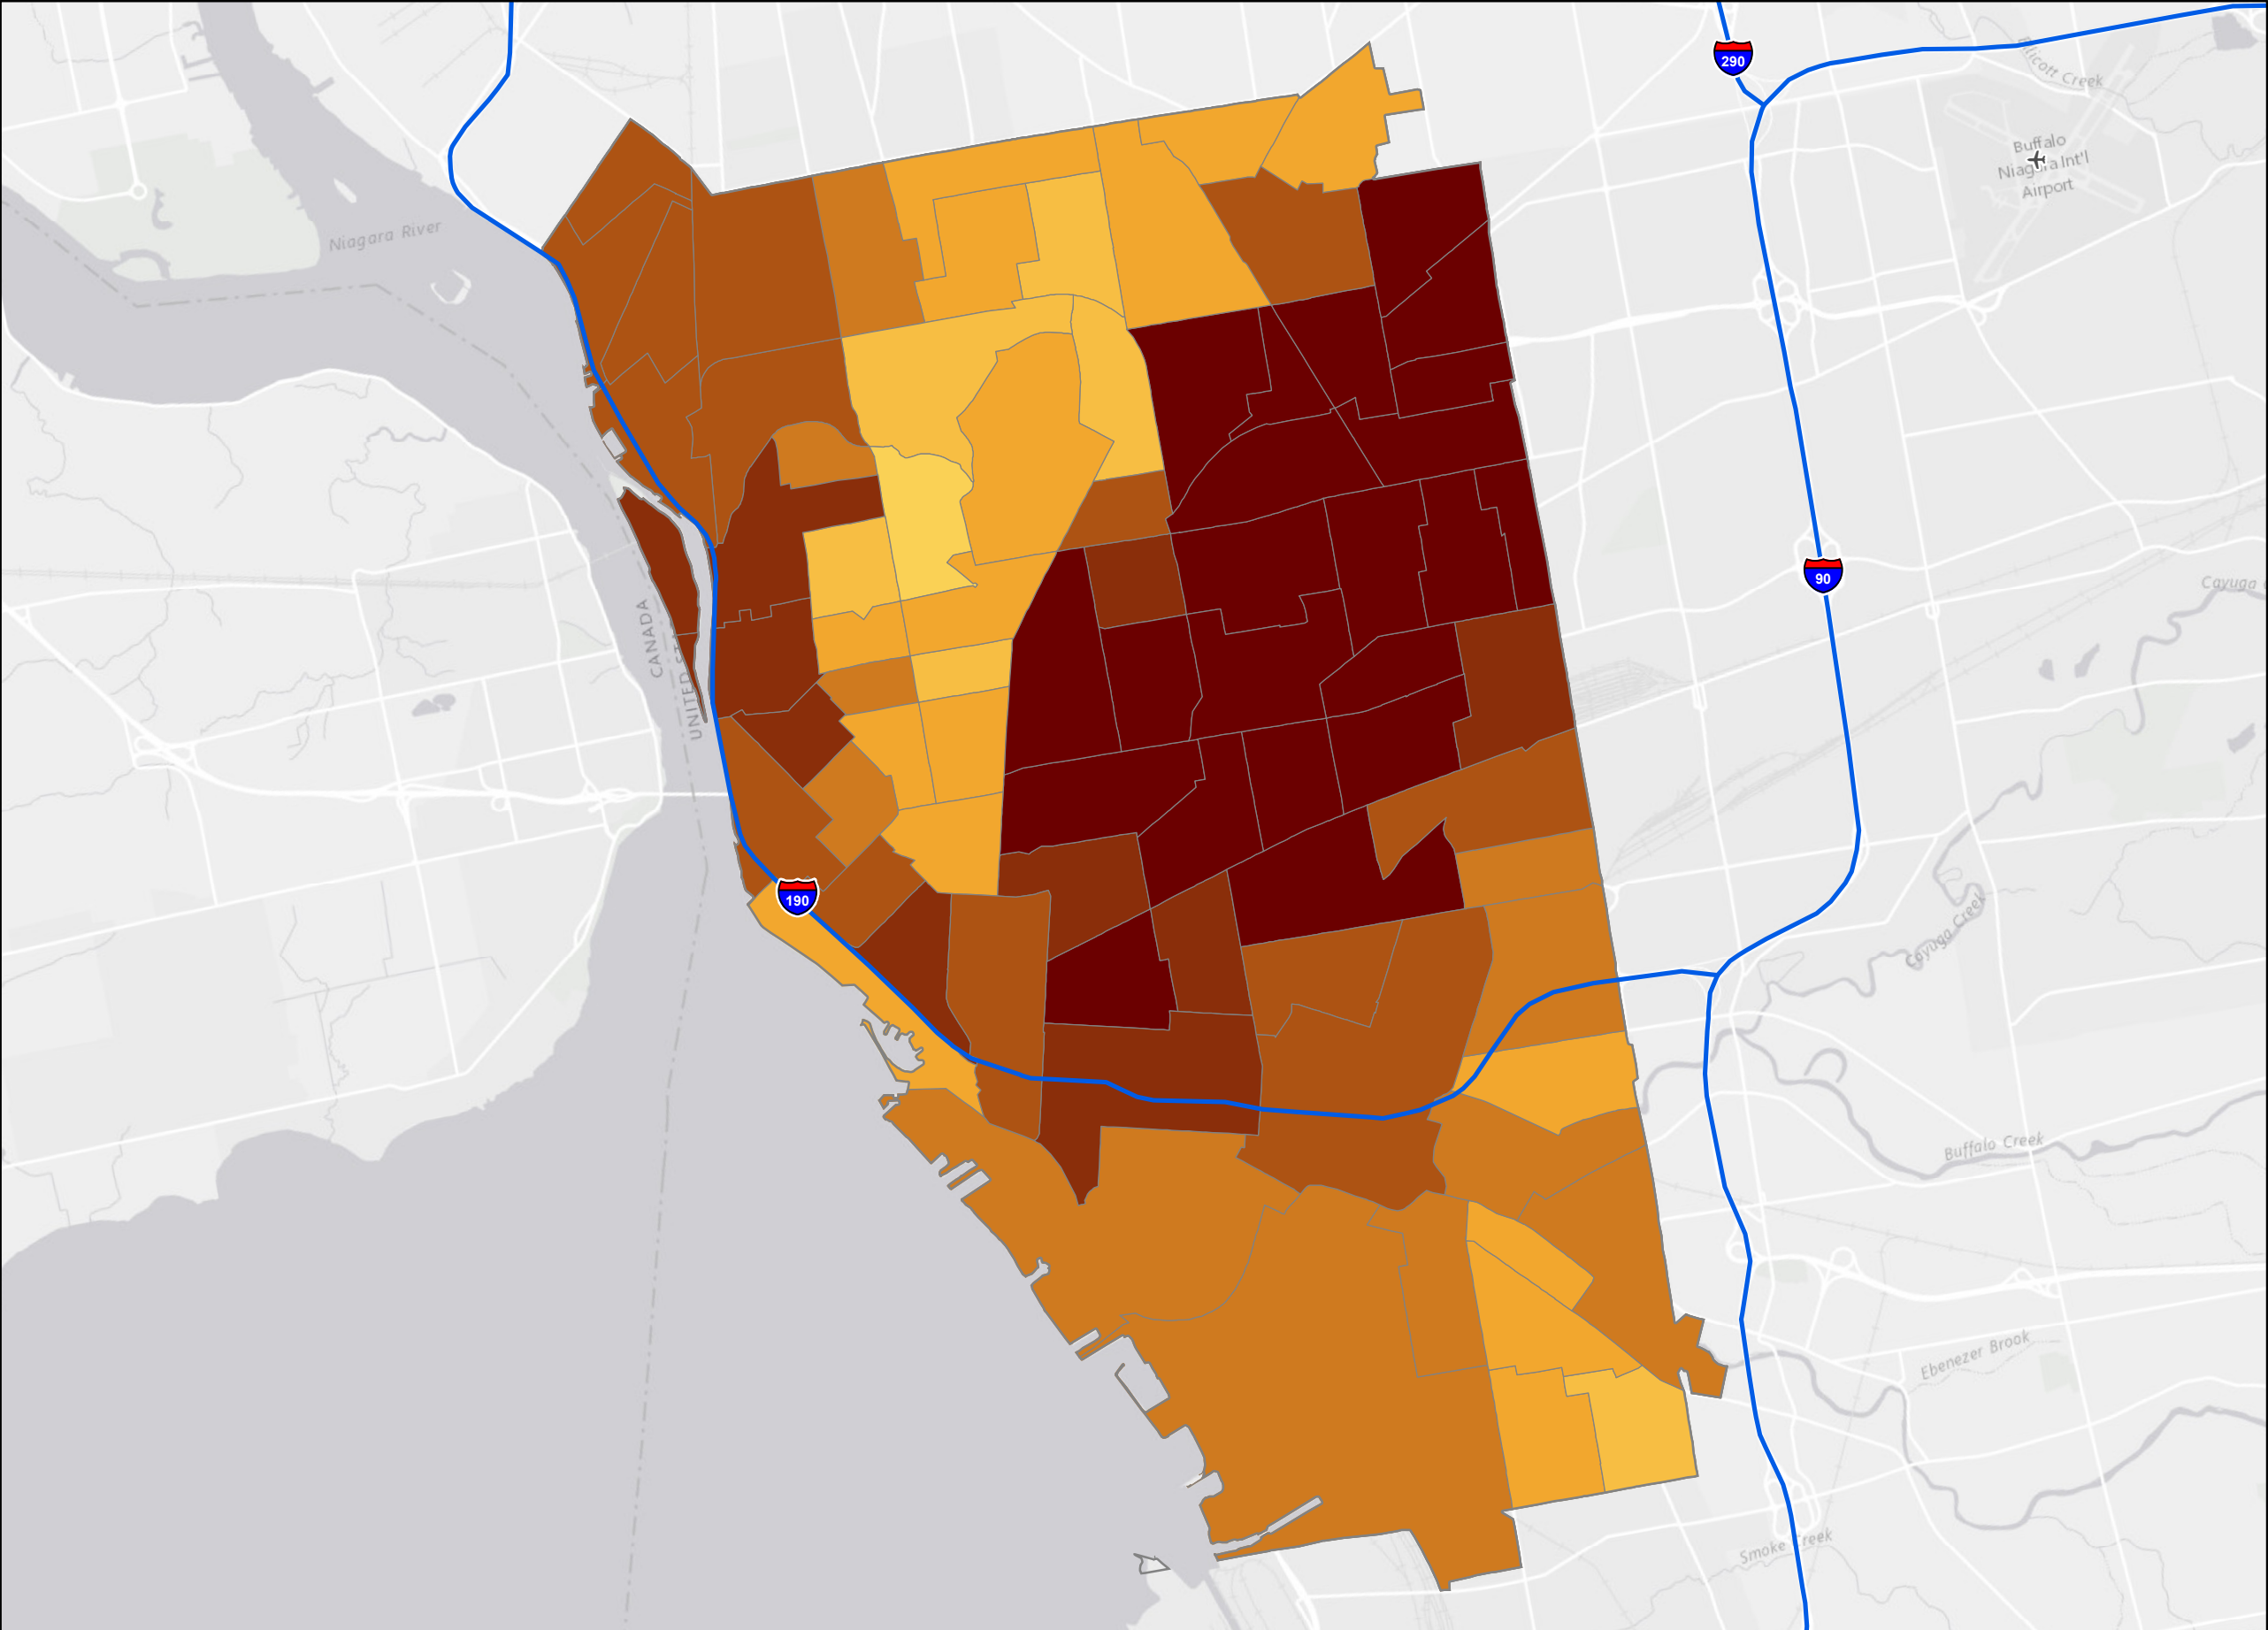 290
Ellicott Creek
Buffalo
Niagara Int'l
Airport
Niagara River
90
Cayuga
CANADA
UNITED ST
190
Cayuga Creek
Buffalo Creek
Ebenezer Brook
Smoke Creek